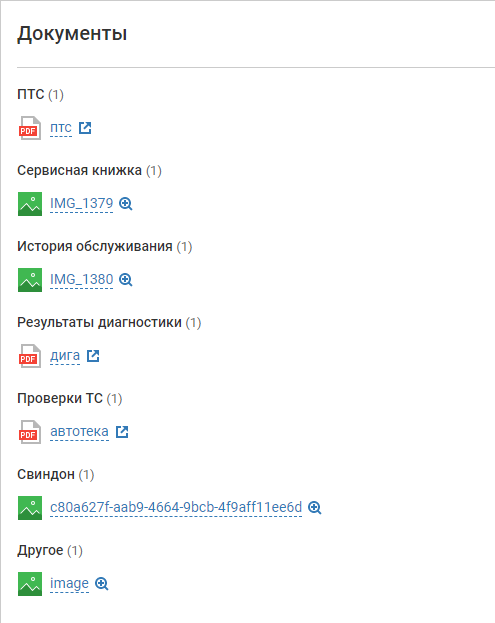 Документы
ПТС (1)
PDF птс
Сервисная книжка (1)
IMG_1379
История обслуживания (1)
IMG_1380
Результаты диагностики (1)
PDF дига
Проверки ТС (1)
PDF автотека
Свиндон (1)
c80a627f-aab9-4664-9bcb-4f9aff11ee6d
Другое (1)
image